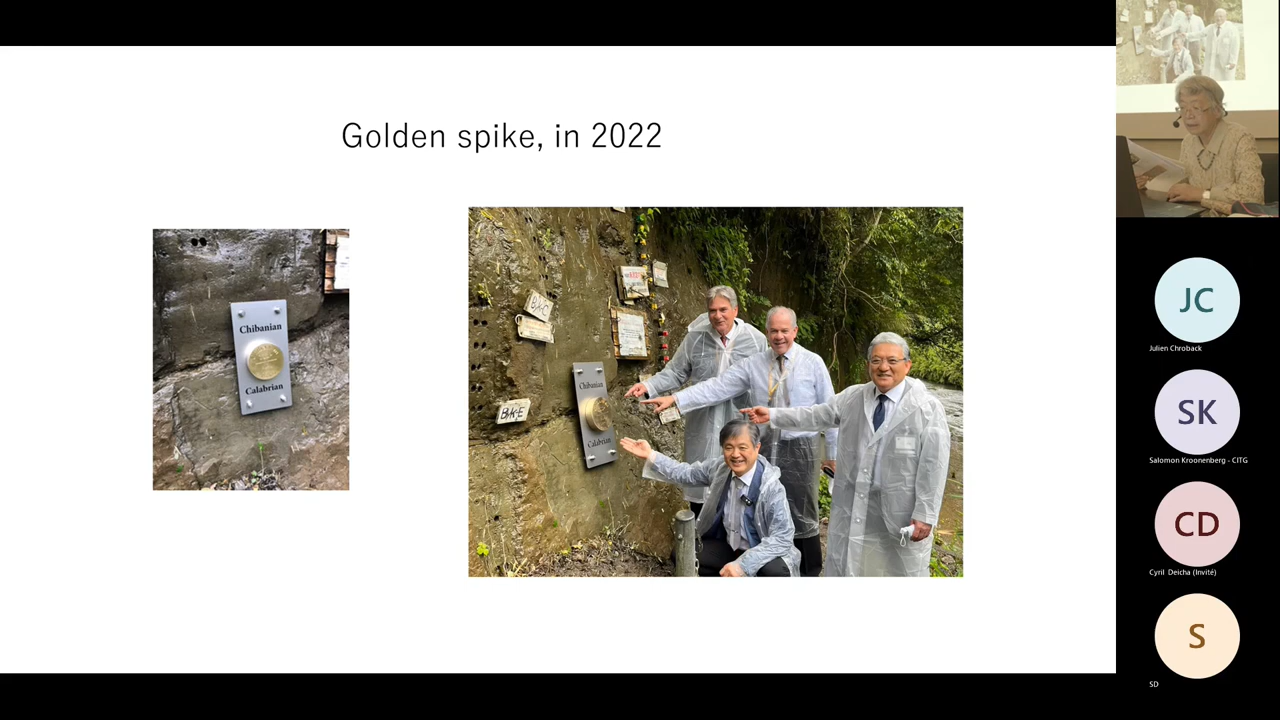 Golden spike, in 2022
Chibanian
Calabrian
B/K-C
B/K-E
Chibanian
Calabrian
JC
Julien Chroback
SK
Salomon Kroonenberg - CITG
CD
Cyril Deicha (Invité)
S
SD